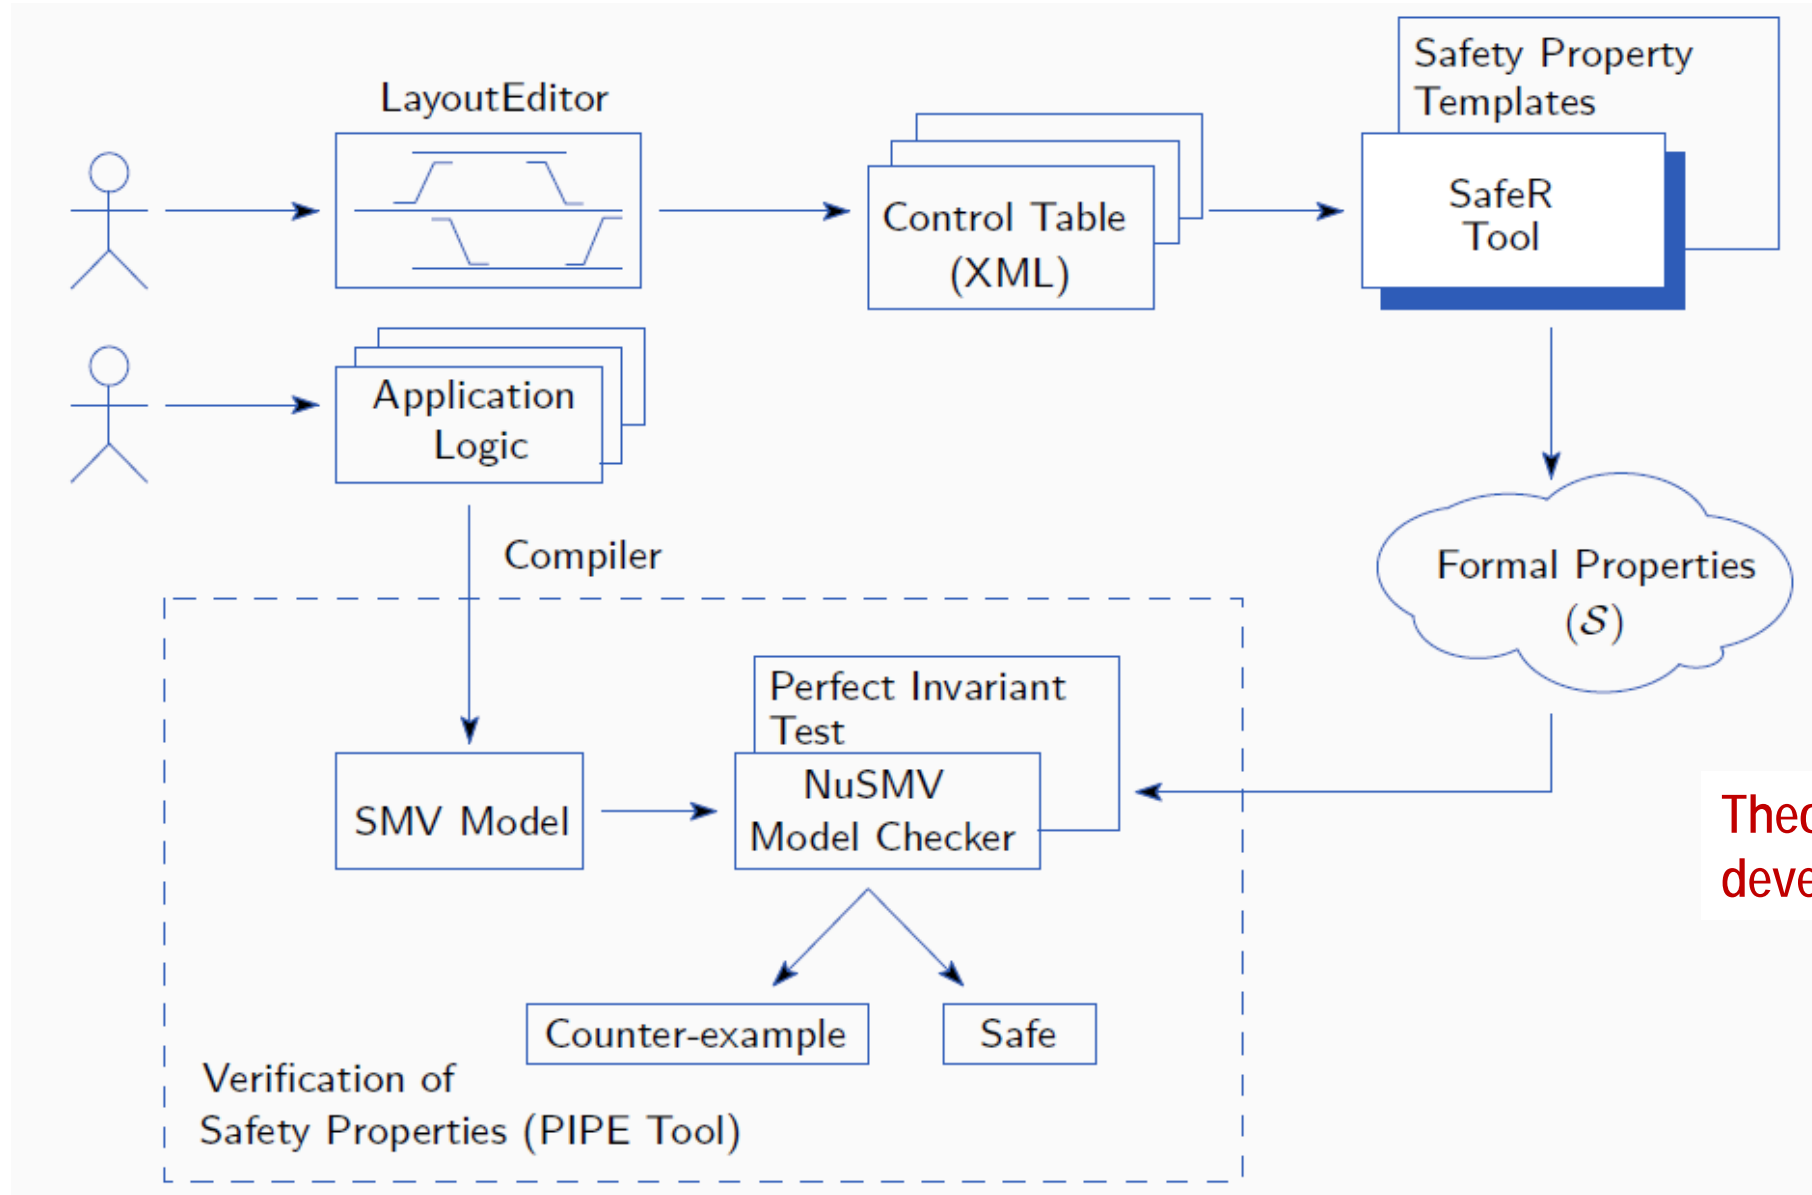 LayoutEditor
Safety Property
Templates
Control Table
(XML)
SafeR
Tool
Application
Logic
Compiler
Formal Properties
(𝒮)
Perfect Invariant
Test
SMV Model
NuSMV
Model Checker
Counter-example
Safe
Verification of
Safety Properties (PIPE Tool)